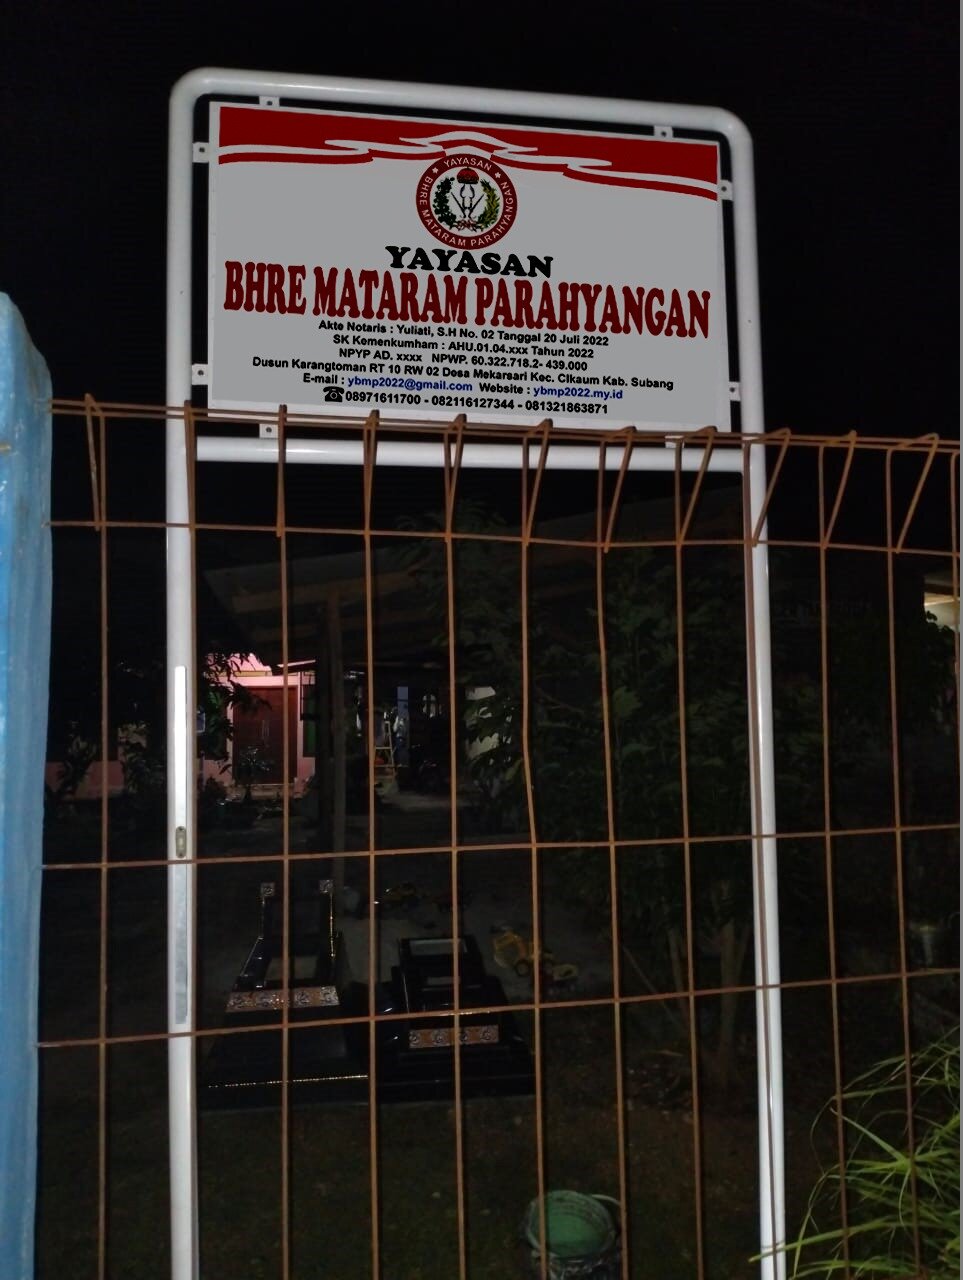 YAYASAN
BHRE MATARAM PARAHYANGAN
YAYASAN
BHRE MATARAM PARAHYANGAN
Akte Notaris : Yuliati, S.H No. 02 Tanggal 20 Juli 2022
SK Kemenkumham : AHU.01.04.xxx Tahun 2022
NPYP AD. xxxx NPWP. 60.322.718.2- 439.000
Dusun Karangtoman RT 10 RW 02 Desa Mekarsari Kec. CIkaum Kab. Subang
E-mail : ybmp2022@gmail.com Website : ybmp2022.my.id
08971611700 - 082116127344 - 081321863871